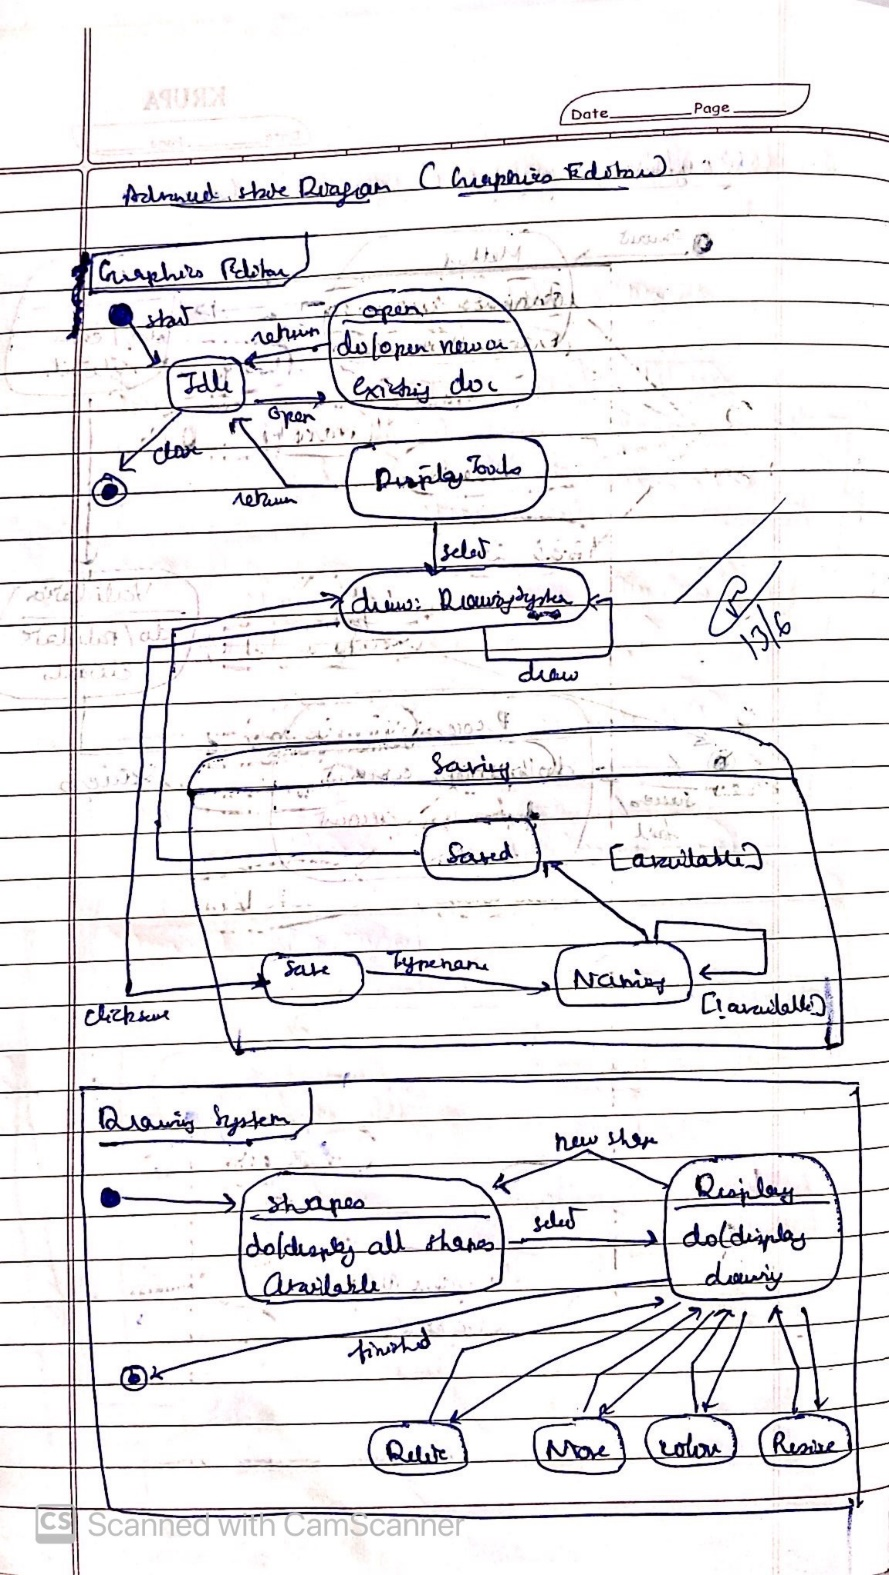 Date Page
Advanced state Diagram (Graphics Editor)
Graphics Editor
start
return
open
do/open new or
existing doc
Idle
open
close
Display Tools
return
select
draw: Drawing System
draw
13/6
Saving
Saved
[available]
Save
Typename
Naming
[!available]
Click save
Drawing System
new shape
shapes
do/display all shapes
Available
select
Display
do/display
drawing
finished
Delete
Move
colour
Resize
CS Scanned with CamScanner